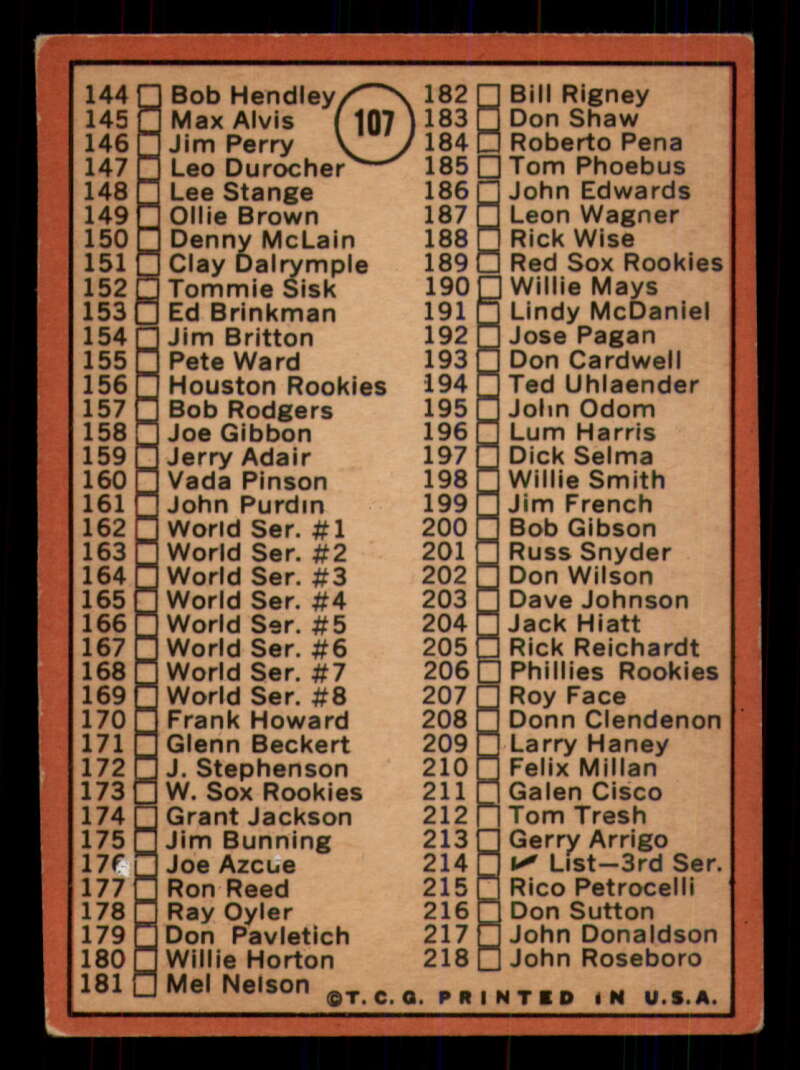 107
144 Bob Hendley
145 Max Alvis
146 Jim Perry
147 Leo Durocher
148 Lee Stange
149 Ollie Brown
150 Denny McLain
151 Clay Dalrymple
152 Tommie Sisk
153 Ed Brinkman
154 Jim Britton
155 Pete Ward
156 Houston Rookies
157 Bob Rodgers
158 Joe Gibbon
159 Jerry Adair
160 Vada Pinson
161 John Purdin
162 World Ser. #1
163 World Ser. #2
164 World Ser. #3
165 World Ser. #4
166 World Ser. #5
167 World Ser. #6
168 World Ser. #7
169 World Ser. #8
170 Frank Howard
171 Glenn Beckert
172 J. Stephenson
173 W. Sox Rookies
174 Grant Jackson
175 Jim Bunning
176 Joe Azcue
177 Ron Reed
178 Ray Oyler
179 Don Pavletich
180 Willie Horton
181 Mel Nelson
182 Bill Rigney
183 Don Shaw
184 Roberto Pena
185 Tom Phoebus
186 John Edwards
187 Leon Wagner
188 Rick Wise
189 Red Sox Rookies
190 Willie Mays
191 Lindy McDaniel
192 Jose Pagan
193 Don Cardwell
194 Ted Uhlaender
195 John Odom
196 Lum Harris
197 Dick Selma
198 Willie Smith
199 Jim French
200 Bob Gibson
201 Russ Snyder
202 Don Wilson
203 Dave Johnson
204 Jack Hiatt
205 Rick Reichardt
206 Phillies Rookies
207 Roy Face
208 Donn Clendenon
209 Larry Haney
210 Felix Millan
211 Galen Cisco
212 Tom Tresh
213 Gerry Arrigo
214 ✔ List—3rd Ser.
215 Rico Petrocelli
216 Don Sutton
217 John Donaldson
218 John Roseboro
©T.C.G. PRINTED IN U.S.A.